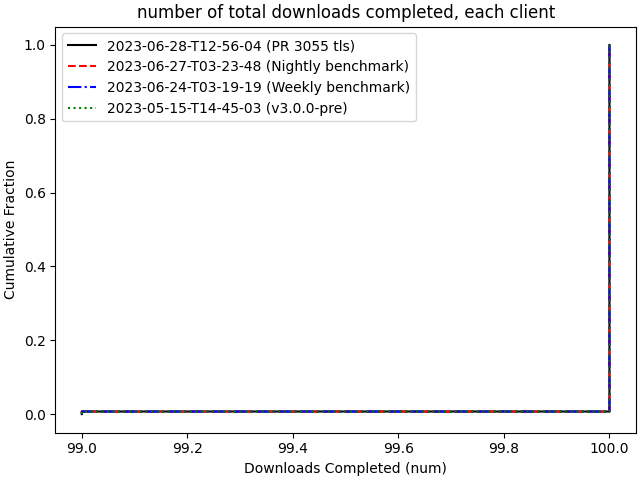 number of total downloads completed, each client
2023-06-28-T12-56-04 (PR 3055 tls)
2023-06-27-T03-23-48 (Nightly benchmark)
2023-06-24-T03-19-19 (Weekly benchmark)
2023-05-15-T14-45-03 (v3.0.0-pre)
Cumulative Fraction
1.0
0.8
0.6
0.4
0.2
0.0
99.0 99.2 99.4 99.6 99.8 100.0
Downloads Completed (num)